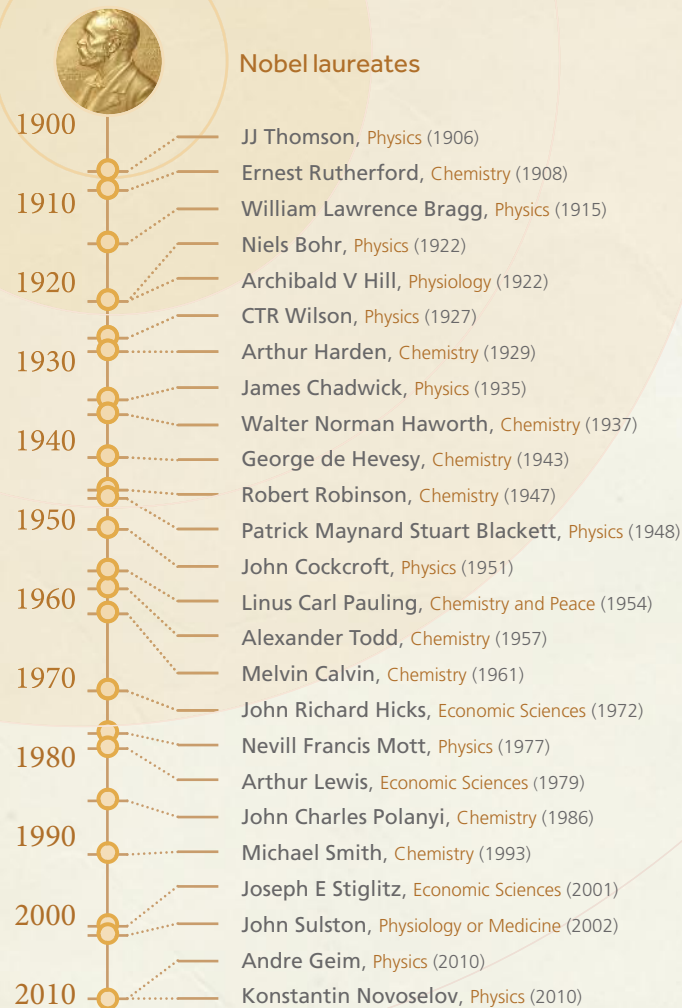 Nobel laureates
1900
JJ Thomson, Physics (1906)
Ernest Rutherford, Chemistry (1908)
1910
William Lawrence Bragg, Physics (1915)
Niels Bohr, Physics (1922)
1920
Archibald V Hill, Physiology (1922)
CTR Wilson, Physics (1927)
1930
Arthur Harden, Chemistry (1929)
James Chadwick, Physics (1935)
Walter Norman Haworth, Chemistry (1937)
1940
George de Hevesy, Chemistry (1943)
Robert Robinson, Chemistry (1947)
1950
Patrick Maynard Stuart Blackett, Physics (1948)
John Cockcroft, Physics (1951)
1960
Linus Carl Pauling, Chemistry and Peace (1954)
Alexander Todd, Chemistry (1957)
Melvin Calvin, Chemistry (1961)
1970
John Richard Hicks, Economic Sciences (1972)
Nevill Francis Mott, Physics (1977)
1980
Arthur Lewis, Economic Sciences (1979)
John Charles Polanyi, Chemistry (1986)
1990
Michael Smith, Chemistry (1993)
Joseph E Stiglitz, Economic Sciences (2001)
2000
John Sulston, Physiology or Medicine (2002)
Andre Geim, Physics (2010)
2010
Konstantin Novoselov, Physics (2010)